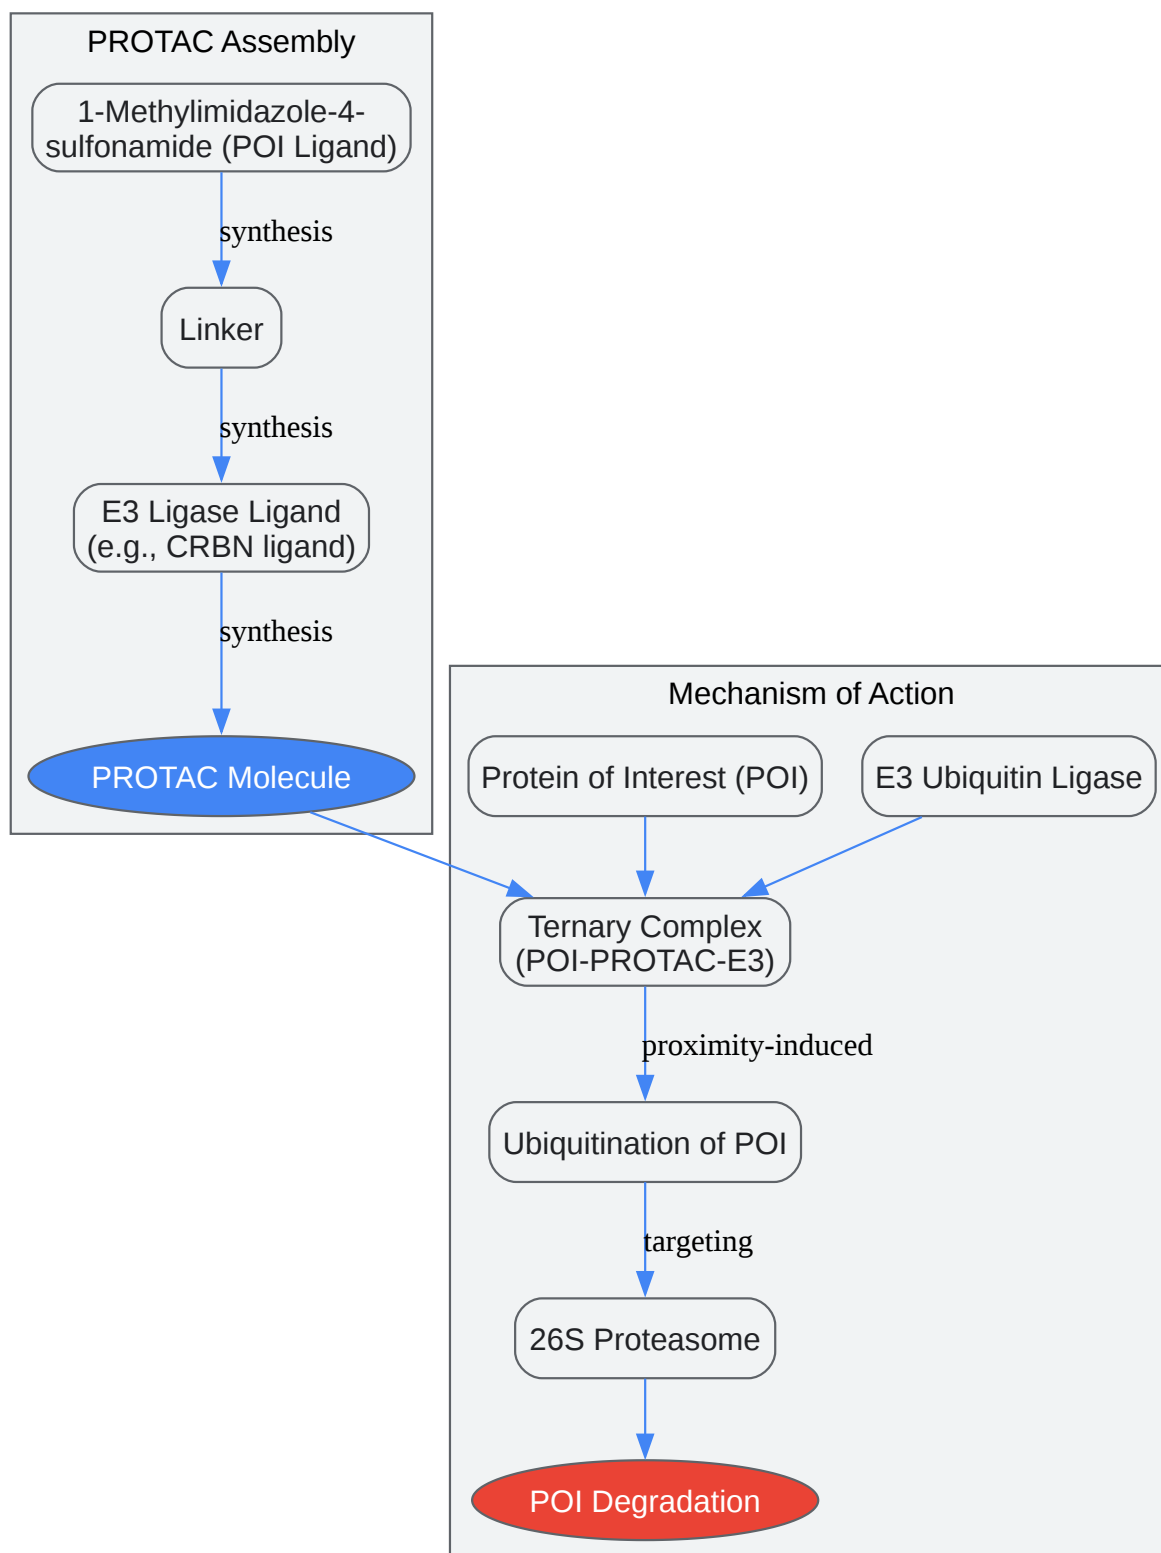 PROTAC Assembly
1-Methylimidazole-4-
sulfonamide (POI Ligand)
synthesis
Linker
synthesis
E3 Ligase Ligand
(e.g., CRBN ligand)
synthesis
PROTAC Molecule
Mechanism of Action
Protein of Interest (POI)
E3 Ubiquitin Ligase
Ternary Complex
(POI-PROTAC-E3)
proximity-induced
Ubiquitination of POI
targeting
26S Proteasome
POI Degradation